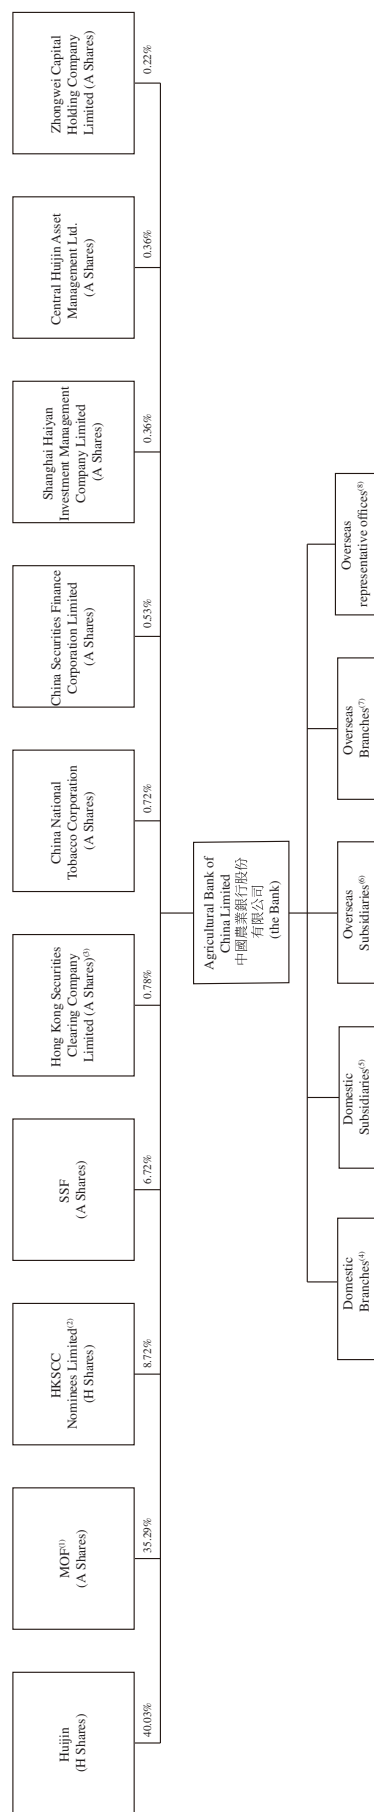 Huijin
(H Shares)
40.03%
MOF(1)
(A Shares)
35.29%
HKSCC
Nominees Limited(2)
(H Shares)
8.72%
SSF
(A Shares)
6.72%
Hong Kong Securities
Clearing Company
Limited (A Shares)(3)
0.78%
China National
Tobacco Corporation
(A Shares)
0.72%
China Securities Finance
Corporation Limited
(A Shares)
0.53%
Shanghai Haiyan
Investment Management
Company Limited
(A Shares)
0.36%
Central Huijin Asset
Management Ltd.
(A Shares)
0.36%
Zhongwei Capital
Holding Company
Limited (A Shares)
0.22%
Agricultural Bank of
China Limited
中國農業銀行股份
有限公司
(the Bank)
Domestic
Branches(4)
Domestic
Subsidiaries(5)
Overseas
Subsidiaries(6)
Overseas
Branches(7)
Overseas
representative offices(8)